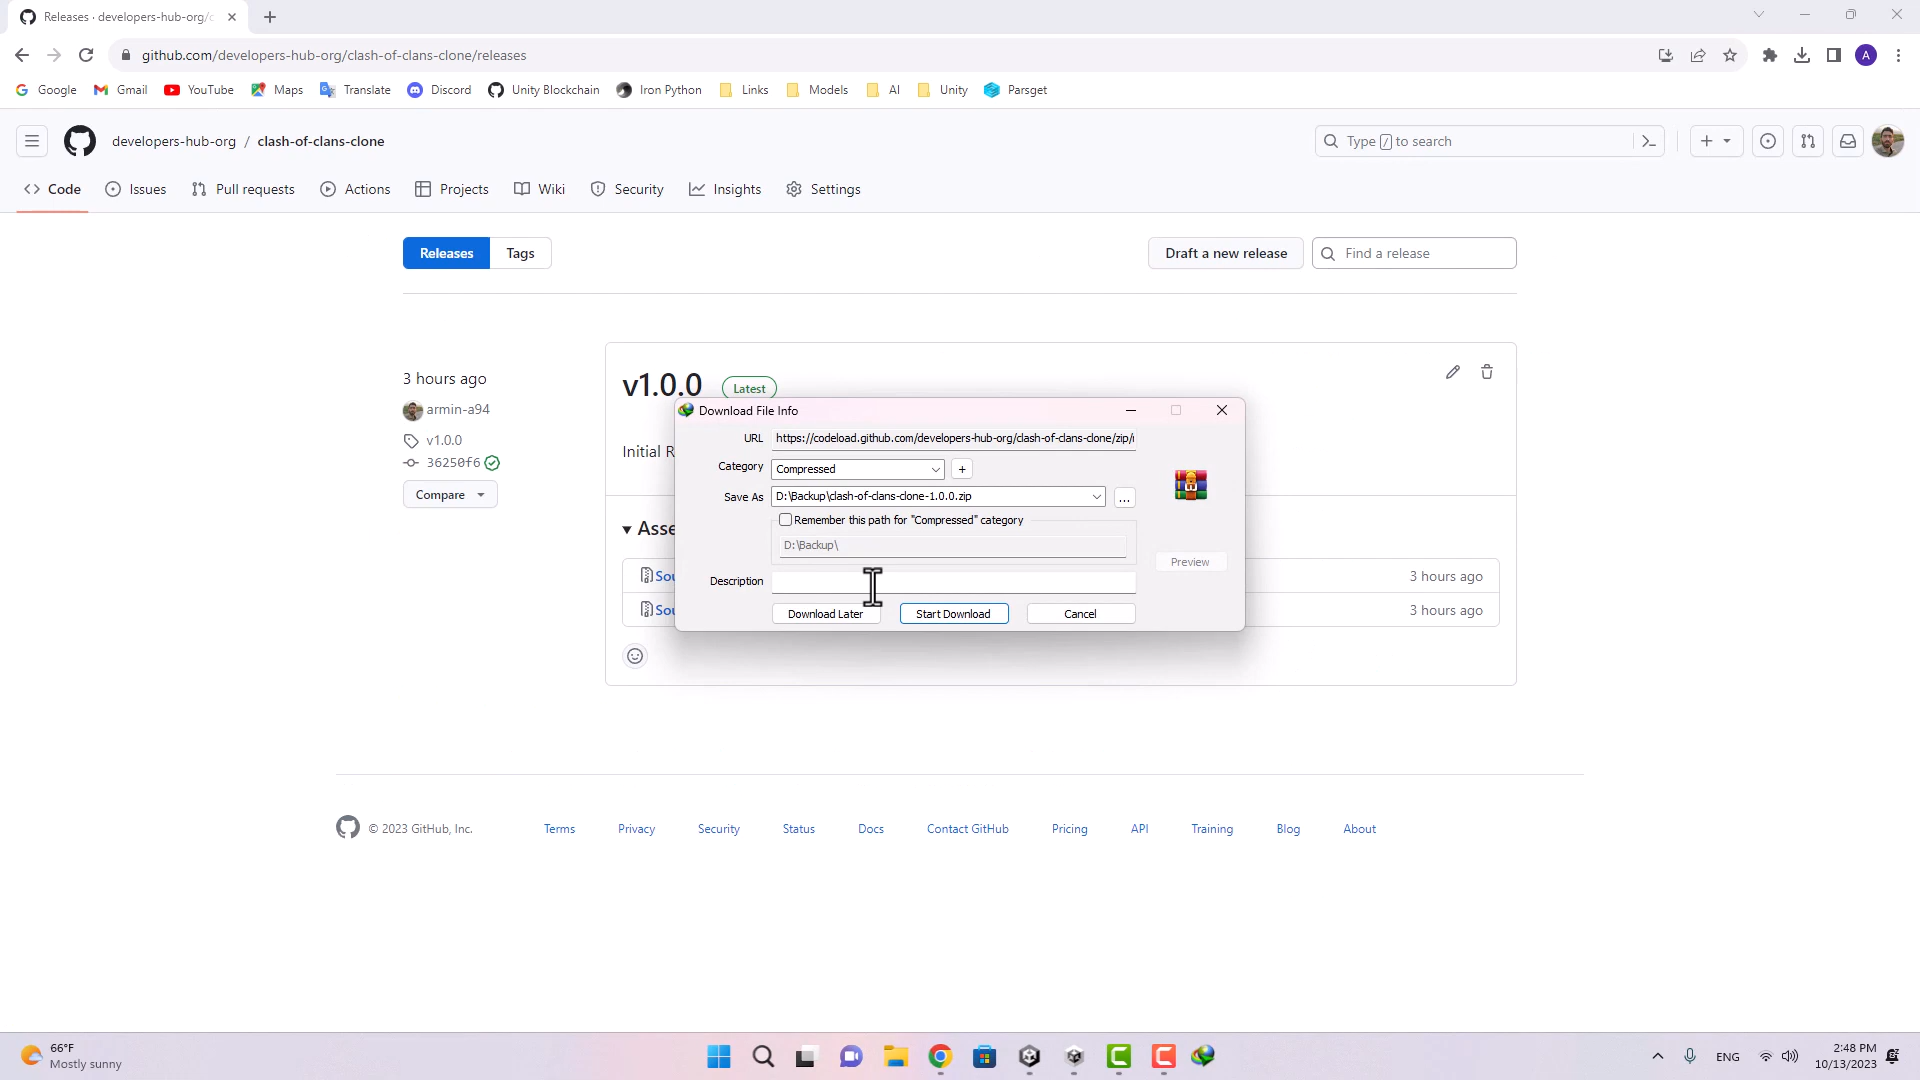 Releases · developers-hub-org/c
github.com/developers-hub-org/clash-of-clans-clone/releases
A
Google
Gmail
YouTube
Maps
Translate
Discord
Unity Blockchain
Iron Python
Links
Models
AI
Unity
Parsget
developers-hub-org / clash-of-clans-clone
Type / to search
Code
Issues
Pull requests
Actions
Projects
Wiki
Security
Insights
Settings
Releases
Tags
Draft a new release
Find a release
3 hours ago
armin-a94
v1.0.0
36250f6
Compare
v1.0.0
Latest
Initial R
Asse
Sou
3 hours ago
Sou
3 hours ago
Download File Info
URL
https://codeload.github.com/developers-hub-org/clash-of-clans-clone/zip/r
Category
Compressed
+
Save As
D:\Backup\clash-of-clans-clone-1.0.0.zip
...
Remember this path for "Compressed" category
D:\Backup\
Preview
Description
Download Later
Start Download
Cancel
© 2023 GitHub, Inc.
Terms
Privacy
Security
Status
Docs
Contact GitHub
Pricing
API
Training
Blog
About
66°F
Mostly sunny
ENG
2:48 PM
10/13/2023